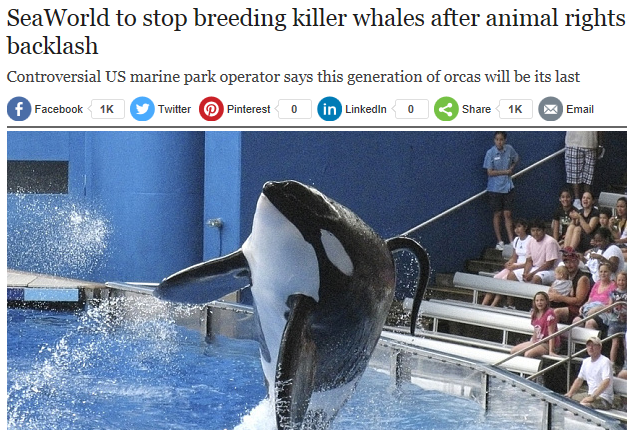 SeaWorld to stop breeding killer whales after animal rights
backlash
Controversial US marine park operator says this generation of orcas will be its last
f Facebook 1K Twitter Pinterest 0 in LinkedIn 0 Share 1K Email